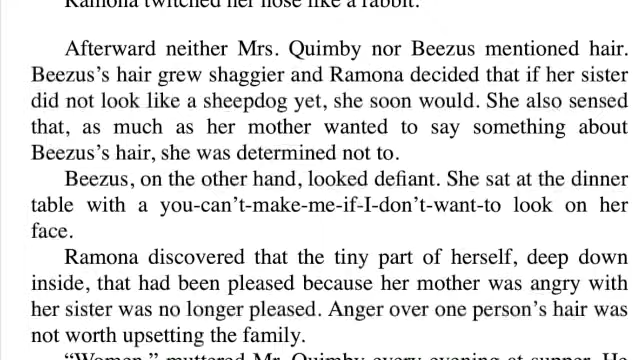 Ramona twitched her nose like a rabbit.
Afterward neither Mrs. Quimby nor Beezus mentioned hair.
Beezus’s hair grew shaggier and Ramona decided that if her sister
did not look like a sheepdog yet, she soon would. She also sensed
that, as much as her mother wanted to say something about
Beezus’s hair, she was determined not to.
Beezus, on the other hand, looked defiant. She sat at the dinner
table with a you-can’t-make-me-if-I-don’t-want-to look on her
face.
Ramona discovered that the tiny part of herself, deep down
inside, that had been pleased because her mother was angry with
her sister was no longer pleased. Anger over one person’s hair was
not worth upsetting the family.
“Women,” muttered Mr. Quimby every evening at supper. He